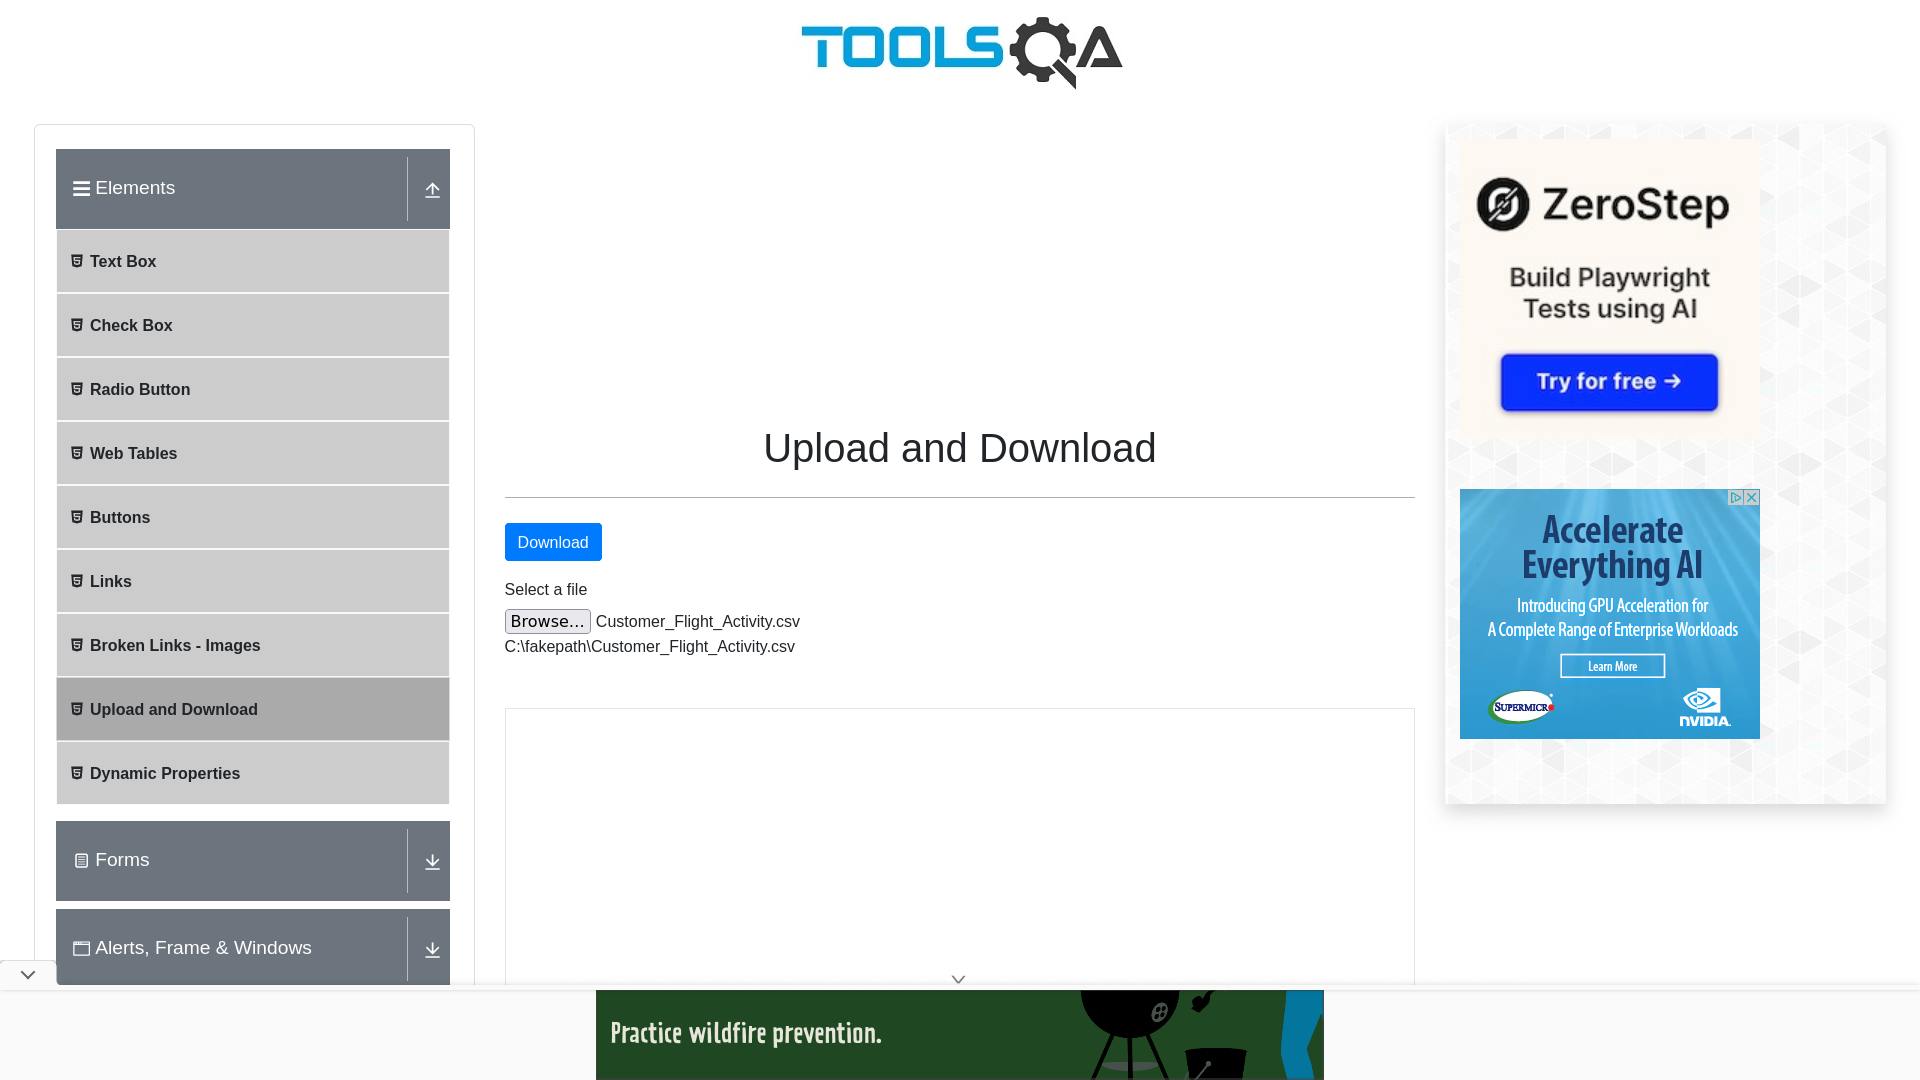 TOOLSQA
Elements
Text Box
Check Box
Radio Button
Web Tables
Buttons
Links
Broken Links - Images
Upload and Download
Dynamic Properties
Forms
Alerts, Frame & Windows
Upload and Download
Download
Select a file
Browse... Customer_Flight_Activity.csv
C:\fakepath\Customer_Flight_Activity.csv
ZeroStep
Build Playwright
Tests using AI
Try for free →
Accelerate
Everything AI
Introducing GPU Acceleration for
A Complete Range of Enterprise Workloads
Learn More
SUPERMICR
NVIDIA.
Practice wildfire prevention.